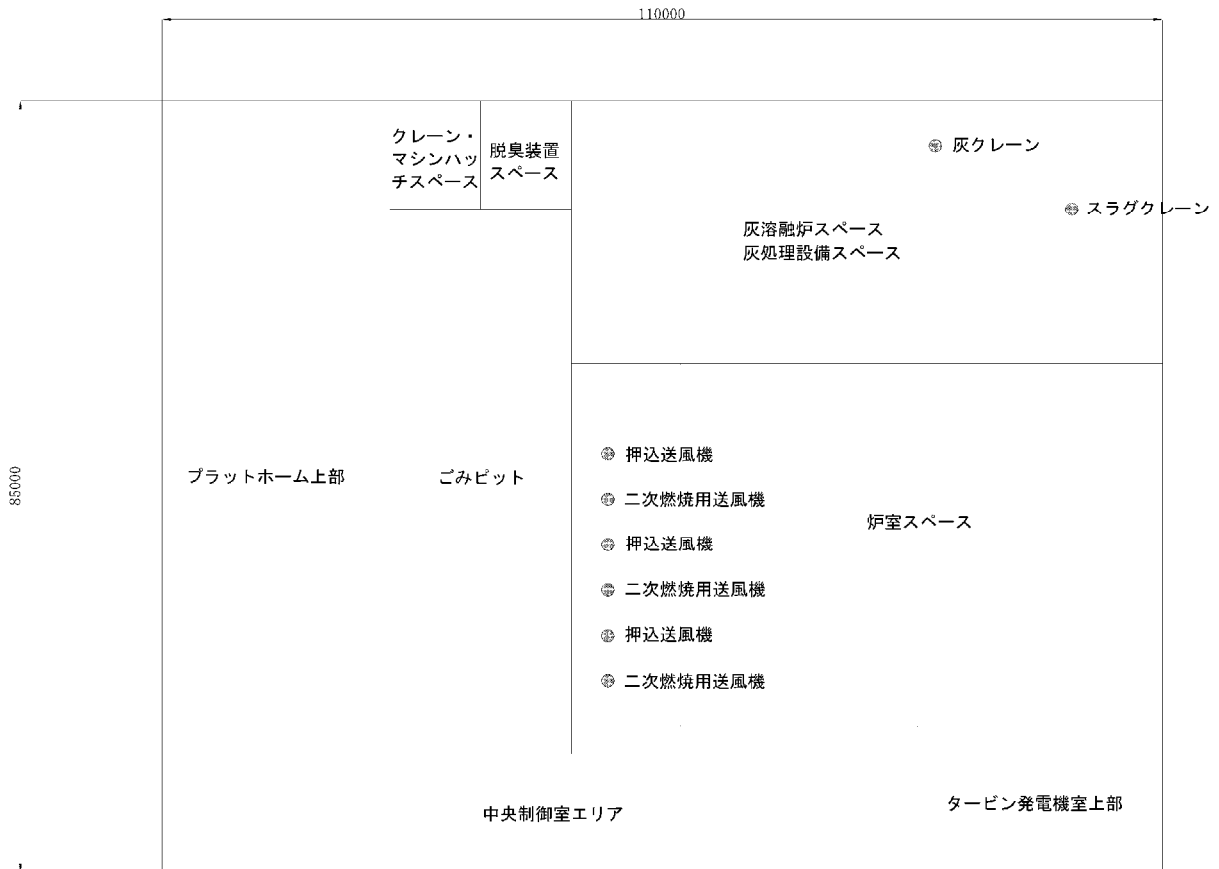 110000
クレーン・
マシンハッ
チスペース
脱臭装置
スペース
灰クレーン
スラグクレーン
灰溶融炉スペース
灰処理設備スペース
85000
プラットホーム上部
ごみピット
押込送風機
二次燃焼用送風機
炉室スペース
押込送風機
二次燃焼用送風機
押込送風機
二次燃焼用送風機
中央制御室エリア
タービン発電機室上部